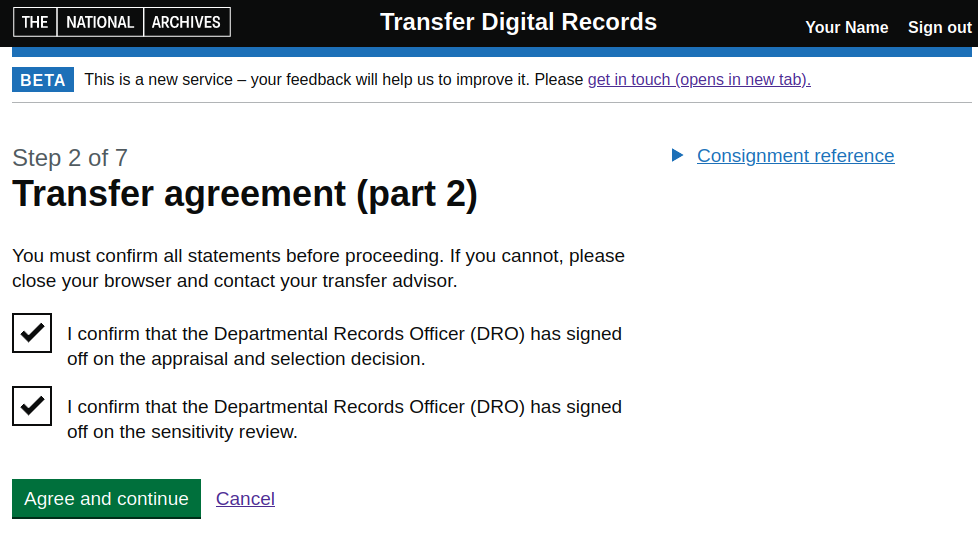 THE NATIONAL ARCHIVES
Transfer Digital Records
Your Name Sign out
BETA This is a new service – your feedback will help us to improve it. Please get in touch (opens in new tab).
Step 2 of 7
Transfer agreement (part 2)
Consignment reference
You must confirm all statements before proceeding. If you cannot, please
close your browser and contact your transfer advisor.
I confirm that the Departmental Records Officer (DRO) has signed
off on the appraisal and selection decision.
I confirm that the Departmental Records Officer (DRO) has signed
off on the sensitivity review.
Agree and continue Cancel